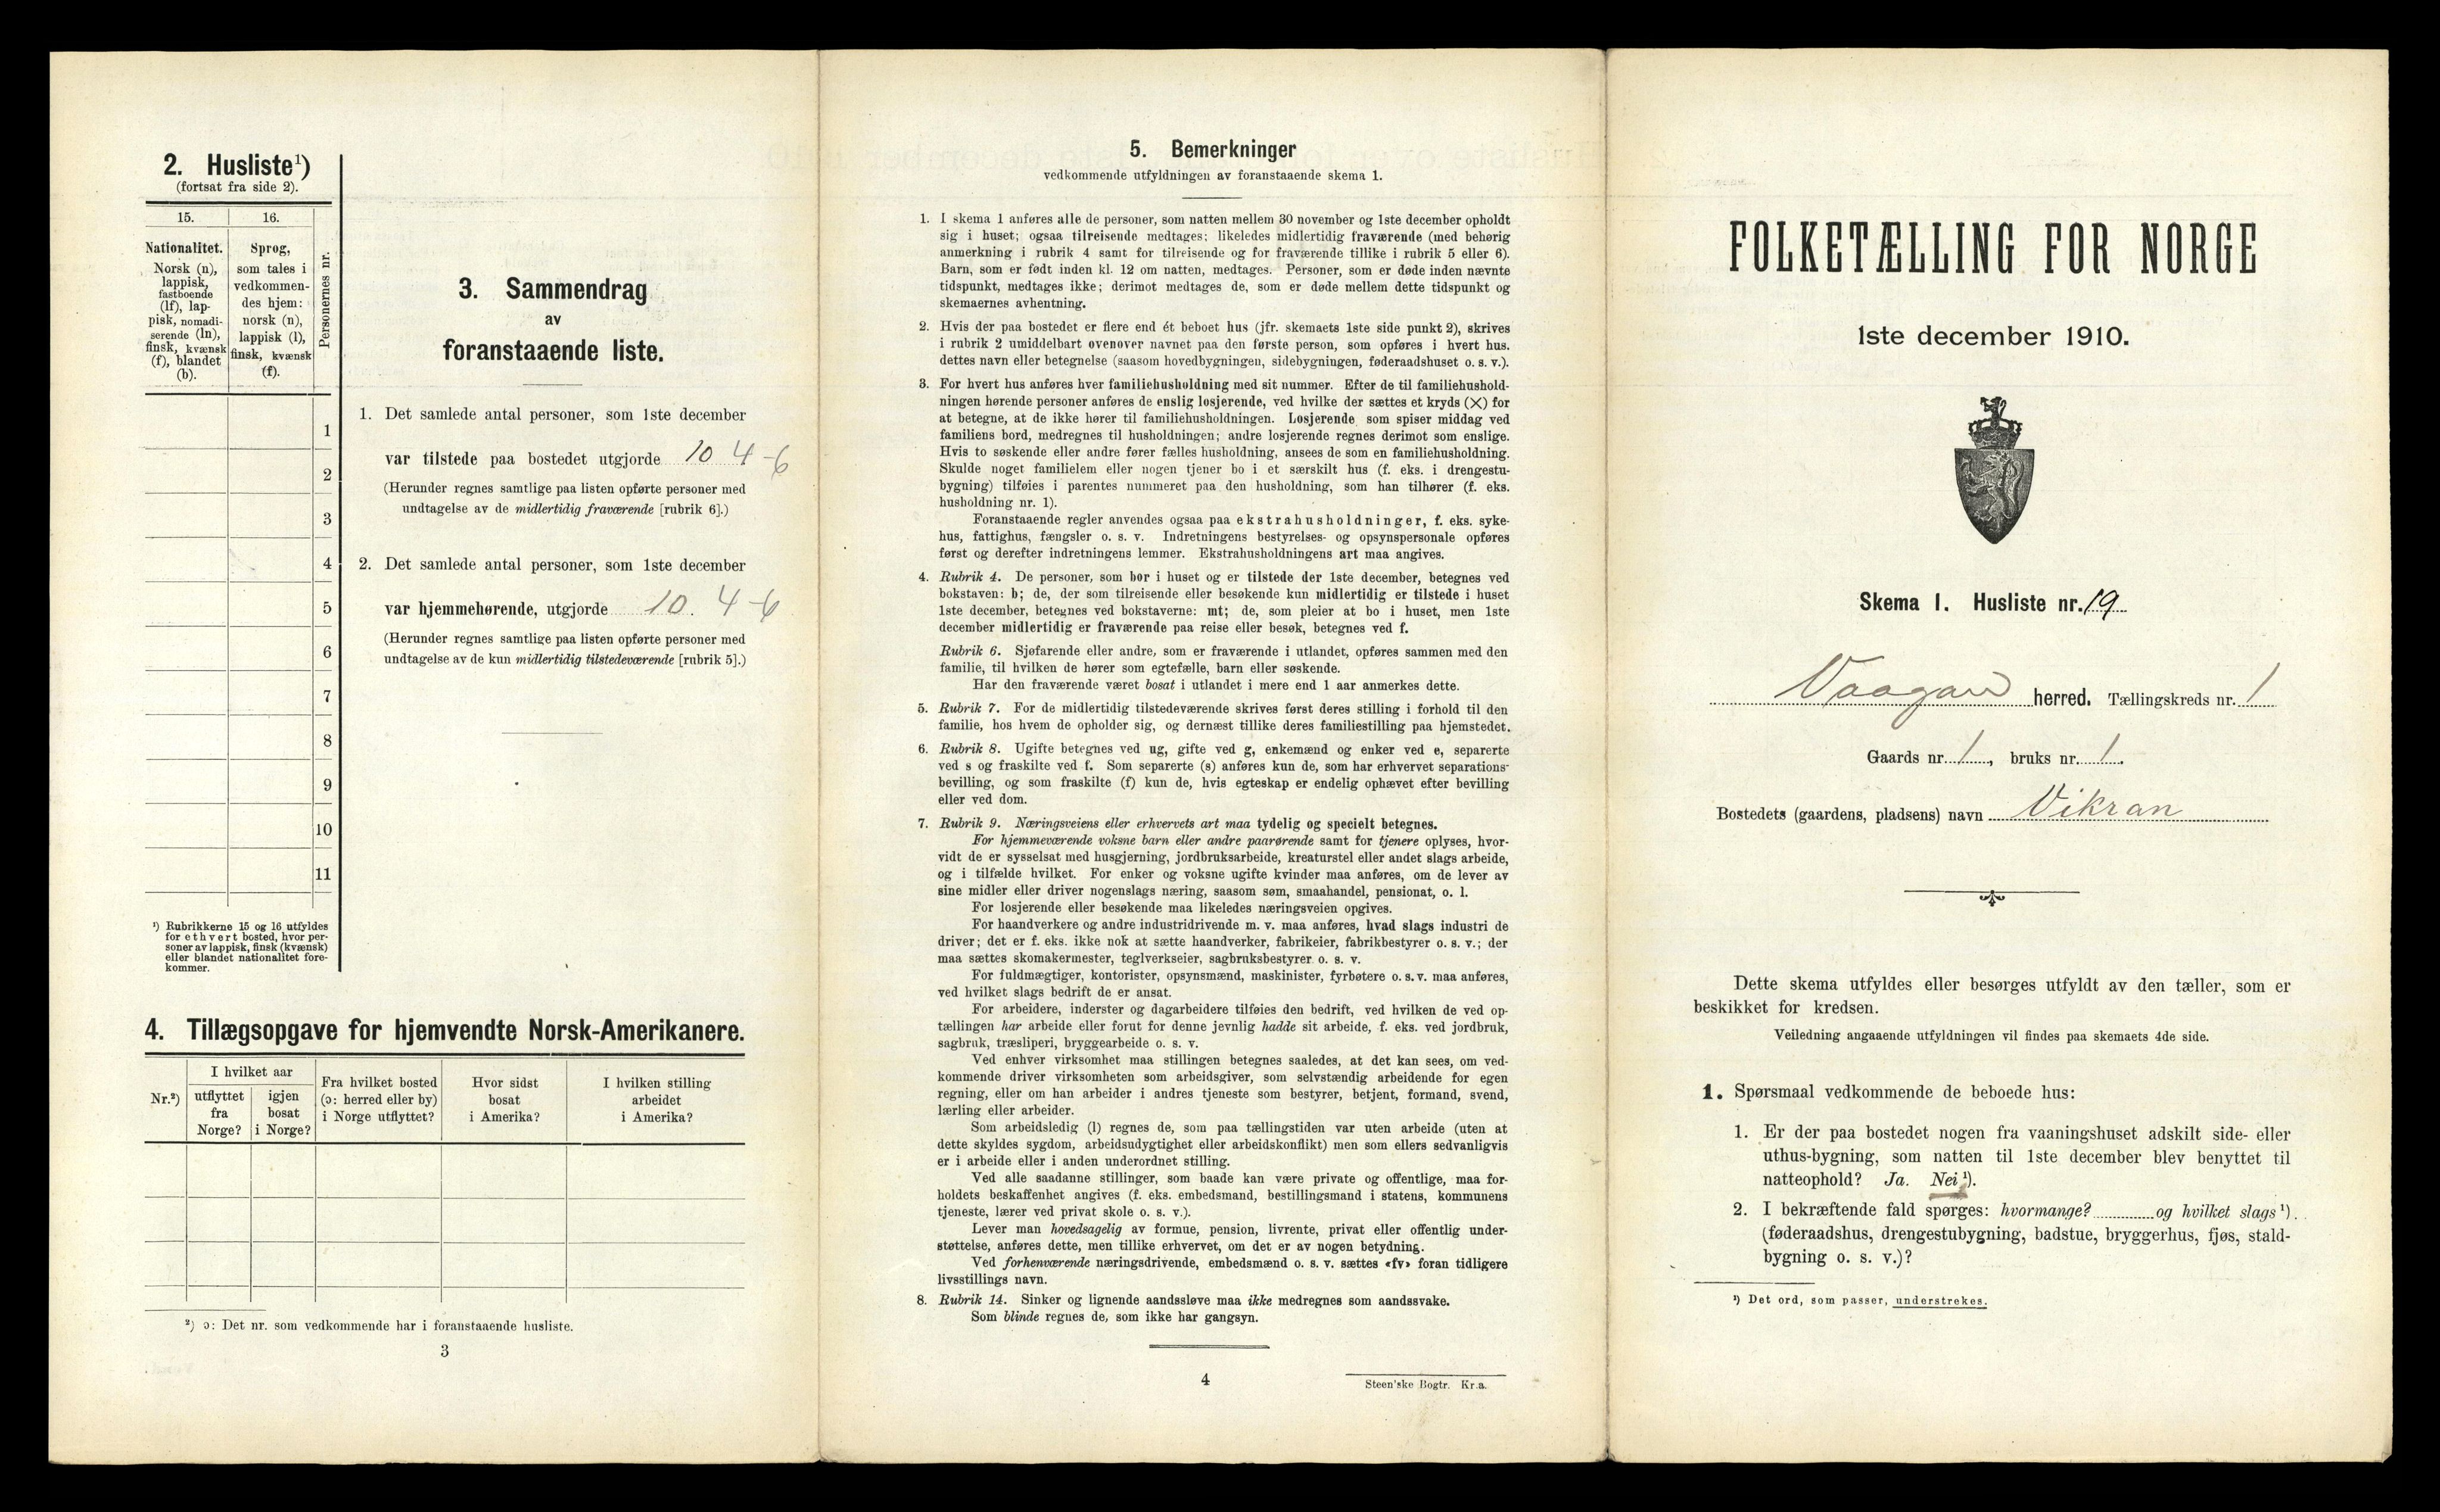 2. Husliste¹)
(fortsat fra side 2).
15.
16.
Personernes nr.
Nationalitet.
Norsk (n),
lappisk,
fastboende
(lf), lap-
pisk, nomadi-
serende (ln),
finsk, kvænsk
(f), blandet
(b).
Sprog,
som tales i
vedkommen-
des hjem:
norsk (n),
lappisk (l),
finsk, kvænsk
(f).
1
2
3
4
5
6
7
8
9
10
11
¹) Rubrikkerne 15 og 16 utfyldes
for ethvert bosted, hvor per-
soner av lappisk, finsk (kvænsk)
eller blandet nationalitet fore-
kommer.
3. Sammendrag
av
foranstaaende liste.
1. Det samlede antal personer, som 1ste december
var tilstede paa bostedet utgjorde 10 4-6
(Herunder regnes samtlige paa listen opførte personer med
undtagelse av de midlertidig fraværende [rubrik 6].)
2. Det samlede antal personer, som 1ste december
var hjemmehørende, utgjorde 10. 4-6
(Herunder regnes samtlige paa listen opførte personer med
undtagelse av de kun midlertidig tilstedeværende [rubrik 5].)
4. Tillægsopgave for hjemvendte Norsk-Amerikanere.
Nr.²)
I hvilket aar
utflyttet
fra
Norge?
igjen
bosat
i Norge?
Fra hvilket bosted
(ɔ: herred eller by)
i Norge utflyttet?
Hvor sidst
bosat
i Amerika?
I hvilken stilling
arbeidet
i Amerika?
²) ɔ: Det nr. som vedkommende har i foranstaaende husliste.
3
5. Bemerkninger
vedkommende utfyldningen av foranstaaende skema 1.
1. I skema 1 anføres alle de personer, som natten mellem 30 november og 1ste december opholdt
sig i huset; ogsaa tilreisende medtages; likeledes midlertidig fraværende (med behørig
anmerkning i rubrik 4 samt for tilreisende og for fraværende tillike i rubrik 5 eller 6).
Barn, som er født inden kl. 12 om natten, medtages. Personer, som er døde inden nævnte
tidspunkt, medtages ikke; derimot medtages de, som er døde mellem dette tidspunkt og
skemaernes avhentning.
2. Hvis der paa bostedet er flere end ét beboet hus (jfr. skemaets 1ste side punkt 2), skrives
i rubrik 2 umiddelbart ovenover navnet paa den første person, som opføres i hvert hus.
dettes navn eller betegnelse (saasom hovedbygningen, sidebygningen, føderaadshuset o. s. v.).
3. For hvert hus anføres hver familiehusholdning med sit nummer. Efter de til familiehushold-
ningen hørende personer anføres de enslig losjerende, ved hvilke der sættes et kryds (×) for
at betegne, at de ikke hører til familiehusholdningen. Losjerende som spiser middag ved
familiens bord, medregnes til husholdningen; andre losjerende regnes derimot som enslige.
Hvis to søskende eller andre fører fælles husholdning, ansees de som en familiehusholdning.
Skulde noget familielem eller nogen tjener bo i et særskilt hus (f. eks. i drengestu-
bygning) tilføies i parentes nummeret paa den husholdning, som han tilhører (f. eks.
husholdning nr. 1).
Foranstaaende regler anvendes ogsaa paa ekstrahusholdninger, f. eks. syke-
hus, fattighus, fængsler o. s. v. Indretningens bestyrelses- og opsynspersonale opføres
først og derefter indretningens lemmer. Ekstrahusholdningens art maa angives.
4. Rubrik 4. De personer, som bor i huset og er tilstede der 1ste december, betegnes ved
bokstaven: b; de, der som tilreisende eller besøkende kun midlertidig er tilstede i huset
1ste december, betegnes ved bokstaverne: mt; de, som pleier at bo i huset, men 1ste
december midlertidig er fraværende paa reise eller besøk, betegnes ved f.
Rubrik 6. Sjøfarende eller andre, som er fraværende i utlandet, opføres sammen med den
familie, til hvilken de hører som egtefælle, barn eller søskende.
Har den fraværende været bosat i utlandet i mere end 1 aar anmerkes dette.
5. Rubrik 7. For de midlertidig tilstedeværende skrives først deres stilling i forhold til den
familie, hos hvem de opholder sig, og dernæst tillike deres familiestilling paa hjemstedet.
6. Rubrik 8. Ugifte betegnes ved ug, gifte ved g, enkemænd og enker ved e, separerte
ved s og fraskilte ved f. Som separerte (s) anføres kun de, som har erhvervet separations-
bevilling, og som fraskilte (f) kun de, hvis egteskap er endelig ophævet efter bevilling
eller ved dom.
7. Rubrik 9. Næringsveiens eller erhvervets art maa tydelig og specielt betegnes.
For hjemmeværende voksne barn eller andre paarørende samt for tjenere oplyses, hvor-
vidt de er sysselsat med husgjerning, jordbruksarbeide, kreaturstel eller andet slags arbeide,
og i tilfælde hvilket. For enker og voksne ugifte kvinder maa anføres, om de lever av
sine midler eller driver nogenslags næring, saasom søm, smaahandel, pensionat, o. l.
For losjerende eller besøkende maa likeledes næringsveien opgives.
For haandverkere og andre industridrivende m. v. maa anføres, hvad slags industri de
driver; det er f. eks. ikke nok at sætte haandverker, fabrikeier, fabrikbestyrer o. s. v.; der
maa sættes skomakermester, teglverkseier, sagbruksbestyrer o. s. v.
For fuldmægtiger, kontorister, opsynsmænd, maskinister, fyrbøtere o. s. v. maa anføres,
ved hvilket slags bedrift de er ansat.
For arbeidere, inderster og dagarbeidere tilføies den bedrift, ved hvilken de ved op-
tællingen har arbeide eller forut for denne jevnlig hadde sit arbeide, f. eks. ved jordbruk,
sagbruk, træsliperi, bryggearbeide o. s. v.
Ved enhver virksomhet maa stillingen betegnes saaledes, at det kan sees, om ved-
kommende driver virksomheten som arbeidsgiver, som selvstændig arbeidende for egen
regning, eller om han arbeider i andres tjeneste som bestyrer, betjent, formand, svend,
lærling eller arbeider.
Som arbeidsledig (l) regnes de, som paa tællingstiden var uten arbeide (uten at
dette skyldes sygdom, arbeidsudygtighet eller arbeidskonflikt) men som ellers sedvanligvis
er i arbeide eller i anden underordnet stilling.
Ved alle saadanne stillinger, som baade kan være private og offentlige, maa for-
holdets beskaffenhet angives (f. eks. embedsmand, bestillingsmand i statens, kommunens
tjeneste, lærer ved privat skole o. s. v.).
Lever man hovedsagelig av formue, pension, livrente, privat eller offentlig under-
støttelse, anføres dette, men tillike erhvervet, om det er av nogen betydning.
Ved forhenværende næringsdrivende, embedsmænd o. s. v. sættes «fv» foran tidligere
livsstillings navn.
8. Rubrik 14. Sinker og lignende aandssløve maa ikke medregnes som aandssvake.
Som blinde regnes de, som ikke har gangsyn.
4
Steen'ske Bogtr. Kr.a.
FOLKETÆLLING FOR NORGE
1ste december 1910.
Skema 1. Husliste nr. 19
Vaagan herred. Tællingskreds nr. 1
Gaards nr. 1, bruks nr. 1.
Bostedets (gaardens, pladsens) navn Vikran
Dette skema utfyldes eller besørges utfyldt av den tæller, som er
beskikket for kredsen.
Veiledning angaaende utfyldningen vil findes paa skemaets 4de side.
1. Spørsmaal vedkommende de beboede hus:
1. Er der paa bostedet nogen fra vaaningshuset adskilt side- eller
uthus-bygning, som natten til 1ste december blev benyttet til
natteophold? Ja. Nei ¹).
2. I bekræftende fald spørges: hvormange? og hvilket slags ¹).
(føderaadshus, drengestubygning, badstue, bryggerhus, fjøs, stald-
bygning o. s. v.)?
¹) Det ord, som passer, understrekes.